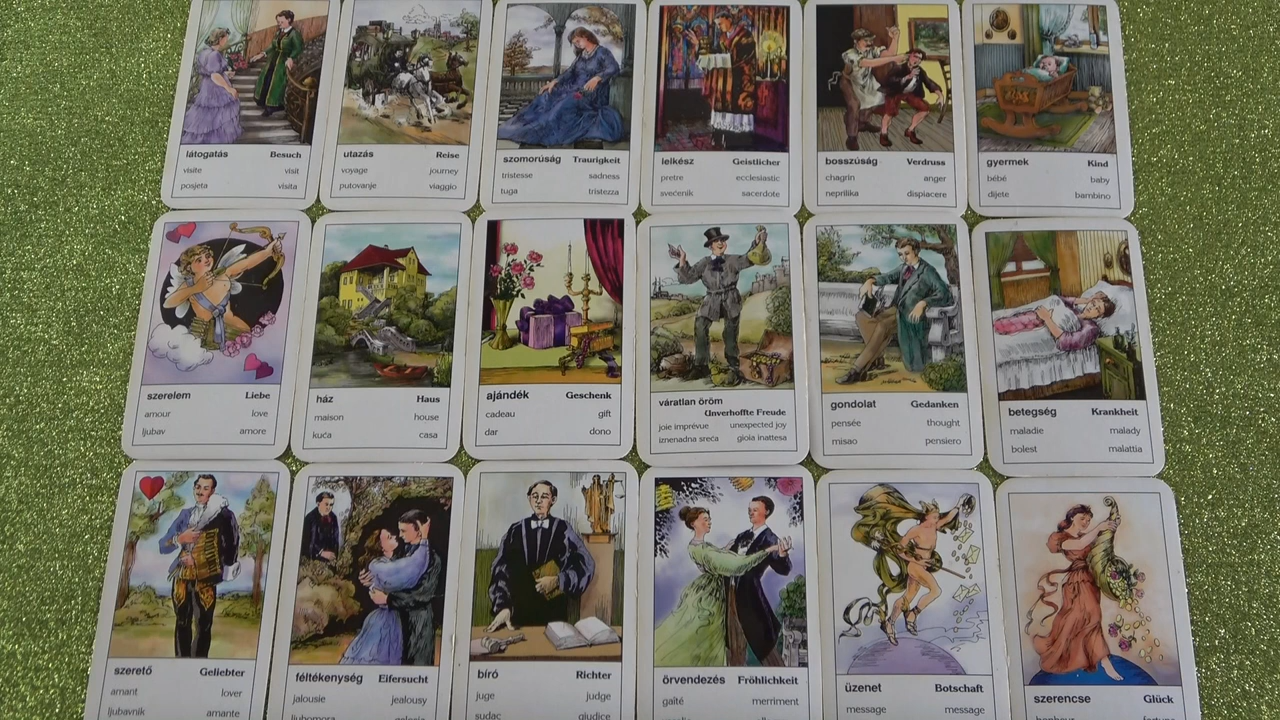 látogatás Besuch
visite visit
posjeta visita
utazás Reise
voyage journey
putovanje viaggio
szomorúság Traurigkeit
tristesse sadness
tuga tristezza
lelkész Geistlicher
pretre ecclesiastic
svecenik sacerdote
bosszúság Verdruss
chagrin anger
neprilika dispiacere
gyermek Kind
bébé baby
dijete bambino
szerelem Liebe
amour love
ljubav amore
ház Haus
maison house
kuća casa
ajándék Geschenk
cadeau gift
dar dono
váratlan öröm
Unverhoffte Freude
joie imprévue unexpected joy
iznenadna sreća gioia inattesa
gondolat Gedanken
pensée thought
misao pensiero
betegség Krankheit
maladie malady
bolest malattia
szerető Geliebter
amant lover
ljubavnik amante
féltékenység Eifersucht
jalousie jealousy
bíró Richter
juge judge
sudac giudice
örvendezés Fröhlichkeit
gaité merriment
üzenet Botschaft
message message
szerencse Glück